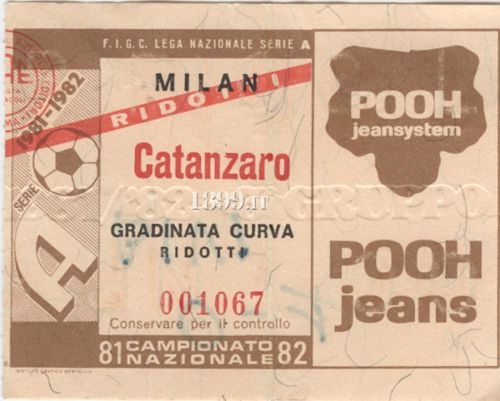 F.I.G.C. LEGA NAZIONALE SERIE A
MILAN
RIDOTTI
1981-1982
SERIE
A
Catanzaro
1899.IT
GRADINATA CURVA
RIDOTTI
001067
Conservare per il controllo
81 CAMPIONATO NAZIONALE 82
POOH
jeansystem
POOH
jeans